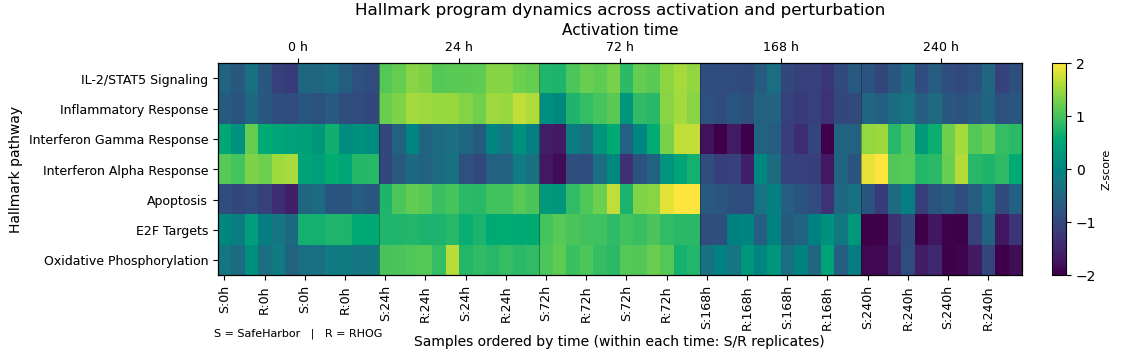 Hallmark program dynamics across activation and perturbation
Activation time
0 h 24 h 72 h 168 h 240 h
Hallmark pathway
IL-2/STAT5 Signaling
Inflammatory Response
Interferon Gamma Response
Interferon Alpha Response
Apoptosis
E2F Targets
Oxidative Phosphorylation
S:0h R:0h S:0h R:0h S:24h R:24h S:24h R:24h S:72h R:72h S:72h R:72h S:168h R:168h S:168h R:168h S:240h R:240h S:240h R:240h
S = SafeHarbor | R = RHOG
Samples ordered by time (within each time: S/R replicates)
2
1
0
−1
−2
Z-score